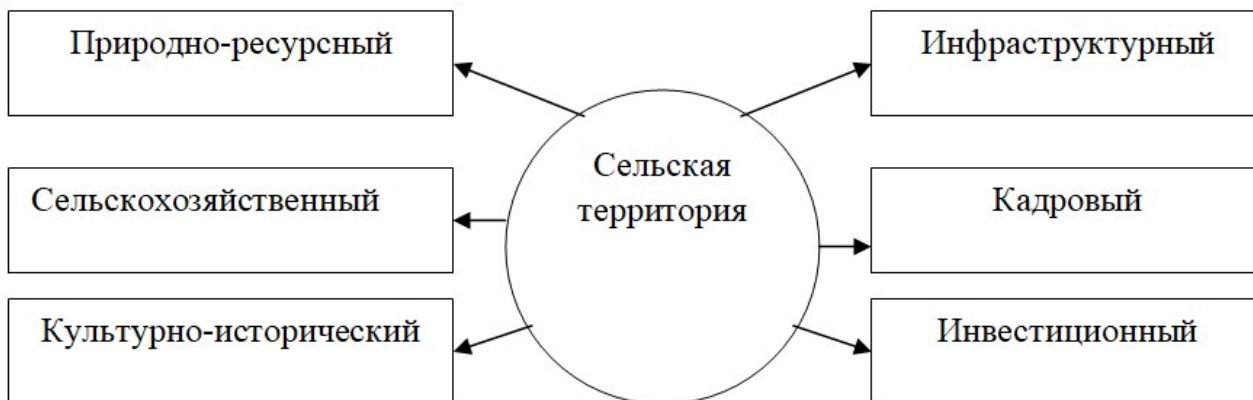 Природно-ресурсный
Инфраструктурный
Сельская
территория
Сельскохозяйственный
Кадровый
Культурно-исторический
Инвестиционный